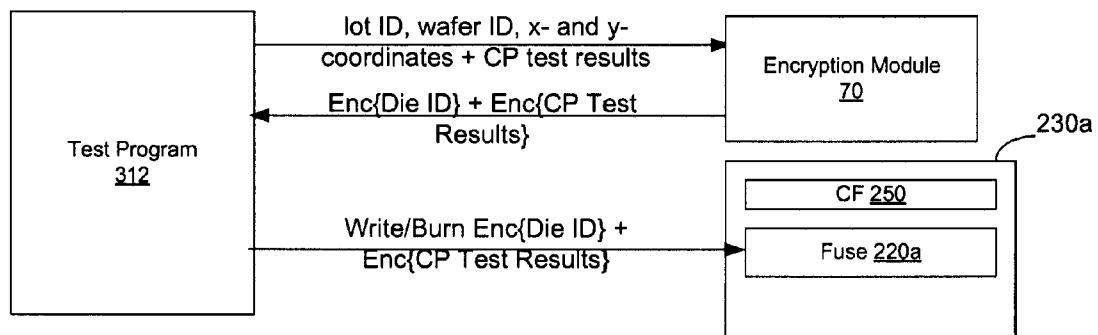 lot ID, wafer ID, x- and y-
coordinates + CP test results
Encryption Module
70
Enc{Die ID} + Enc{CP Test
Results}
230a
Test Program
312
CF 250
Write/Burn Enc{Die ID} +
Enc{CP Test Results}
Fuse 220a